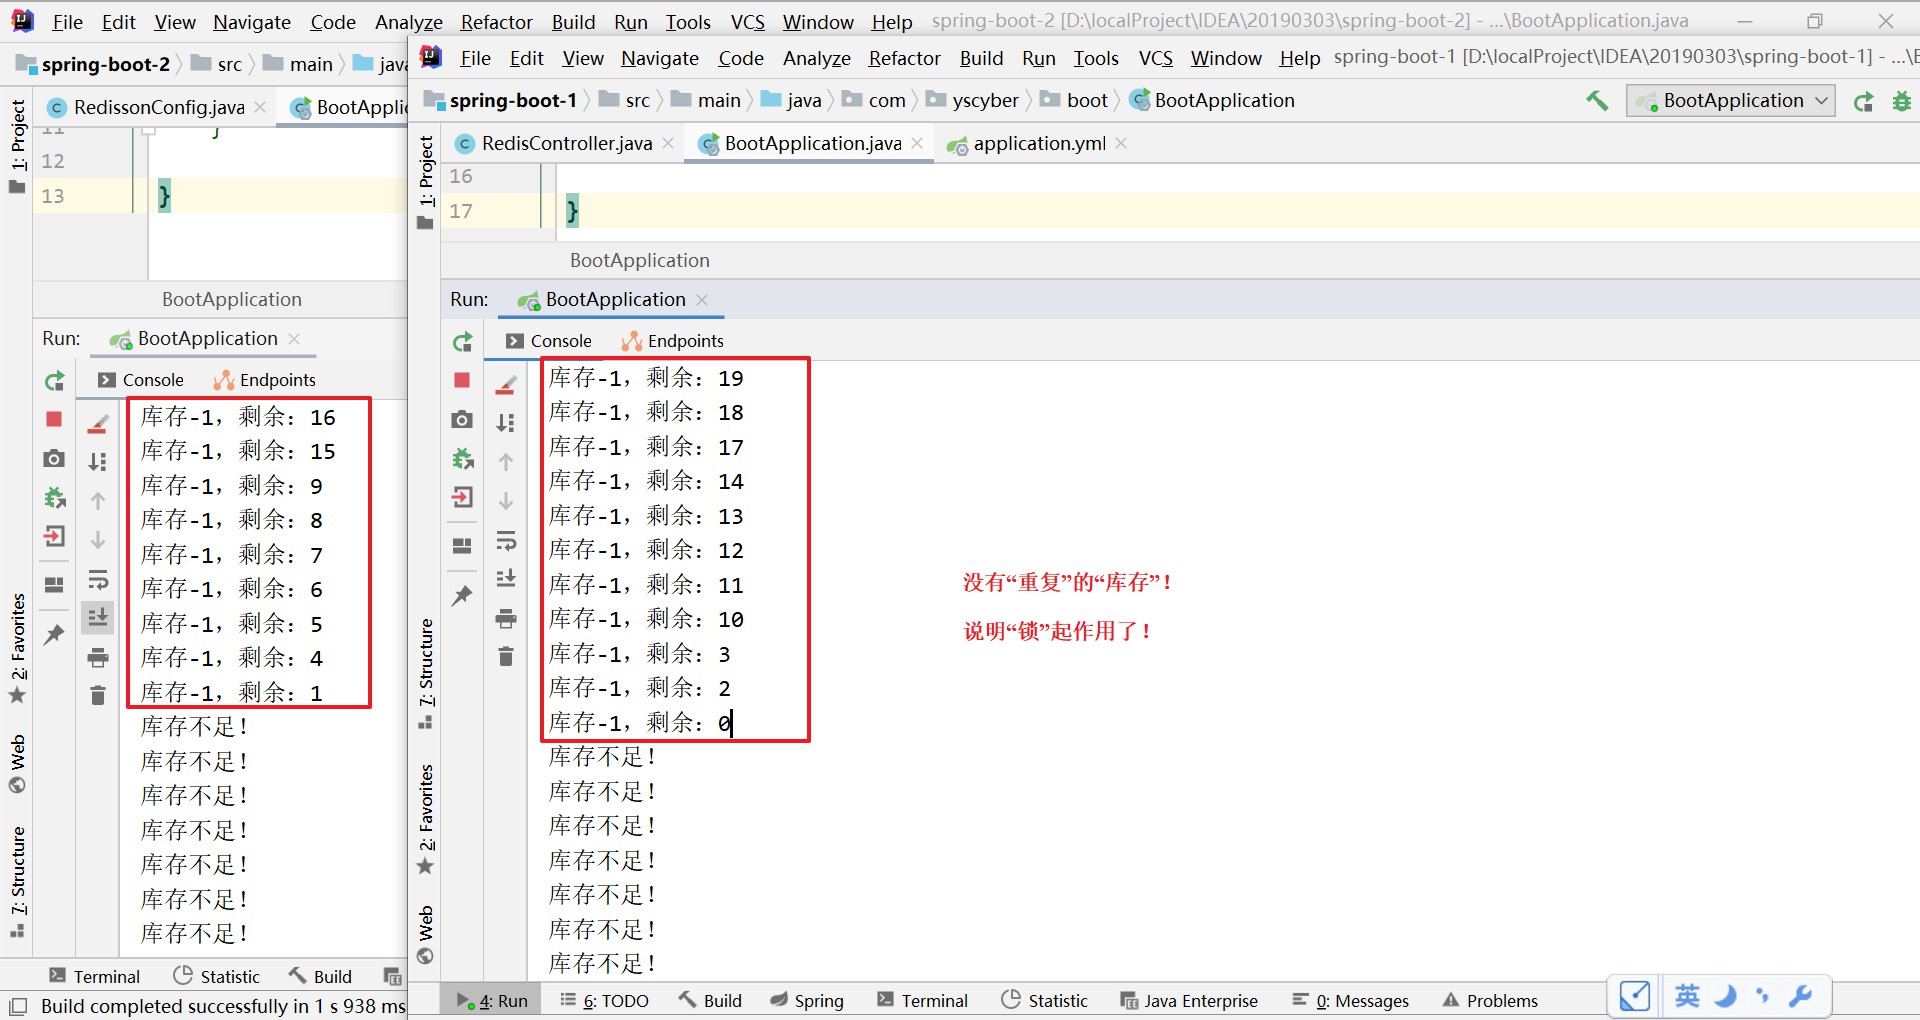 File Edit View Navigate Code Analyze Refactor Build Run Tools VCS Window Help spring-boot-2 [D:\localProject\IDEA\20190303\spring-boot-2] - ...\BootApplication.java
spring-boot-2 src main java
RedissonConfig.java BootApplic
11 }
12
13 }
BootApplication
Run: BootApplication
Console Endpoints
库存-1，剩余：16
库存-1，剩余：15
库存-1，剩余：9
库存-1，剩余：8
库存-1，剩余：7
库存-1，剩余：6
库存-1，剩余：5
库存-1，剩余：4
库存-1，剩余：1
库存不足！
库存不足！
库存不足！
库存不足！
库存不足！
库存不足！
库存不足！
1: Project
2: Favorites
Web
7: Structure
Terminal Statistic Build
Build completed successfully in 1 s 938 ms
File Edit View Navigate Code Analyze Refactor Build Run Tools VCS Window Help spring-boot-1 [D:\localProject\IDEA\20190303\spring-boot-1] - ...\B
spring-boot-1 src main java com yscyber boot BootApplication BootApplication
RedisController.java BootApplication.java application.yml
16
17 }
BootApplication
Run: BootApplication
Console Endpoints
库存-1，剩余：19
库存-1，剩余：18
库存-1，剩余：17
库存-1，剩余：14
库存-1，剩余：13
库存-1，剩余：12
库存-1，剩余：11
库存-1，剩余：10
库存-1，剩余：3
库存-1，剩余：2
库存-1，剩余：0
库存不足！
库存不足！
库存不足！
库存不足！
库存不足！
库存不足！
库存不足！
没有“重复”的“库存”！
说明“锁”起作用了！
1: Project
7: Structure
2: Favorites
Web
4: Run 6: TODO Build Spring Terminal Statistic Java Enterprise 0: Messages Problems
英